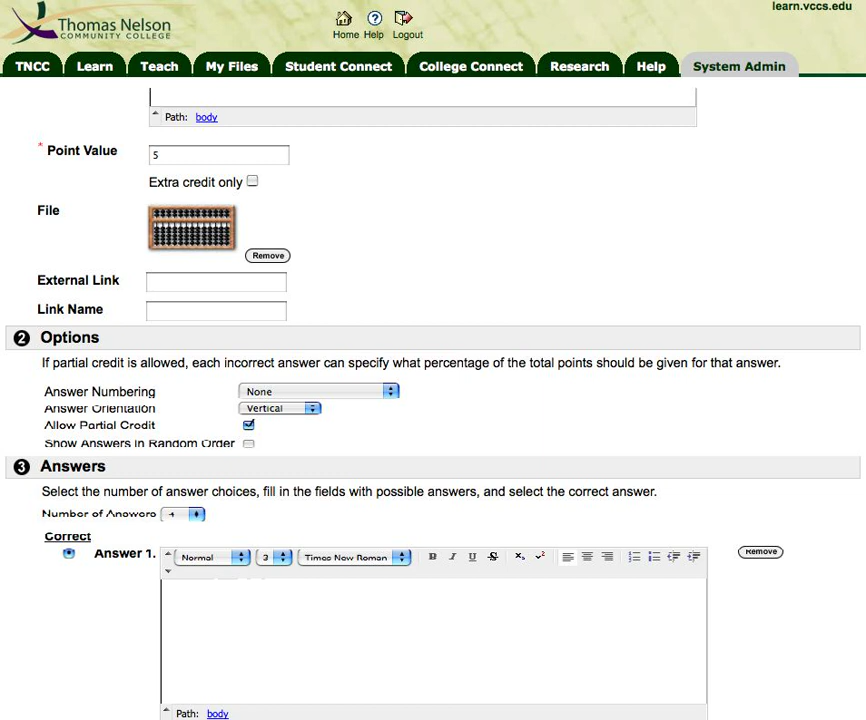 learn.vccs.edu
Thomas Nelson
COMMUNITY COLLEGE
Home Help Logout
TNCC Learn Teach My Files Student Connect College Connect Research Help System Admin
Path: body
* Point Value
5
Extra credit only
File
Remove
External Link
Link Name
2 Options
If partial credit is allowed, each incorrect answer can specify what percentage of the total points should be given for that answer.
Answer Numbering None
Answer Orientation Vertical
Allow Partial Credit
Show Answers in Random Order
3 Answers
Select the number of answer choices, fill in the fields with possible answers, and select the correct answer.
Number of Answers 4
Correct
Answer 1. Normal 3 Times New Roman B I U S Remove
Path: body